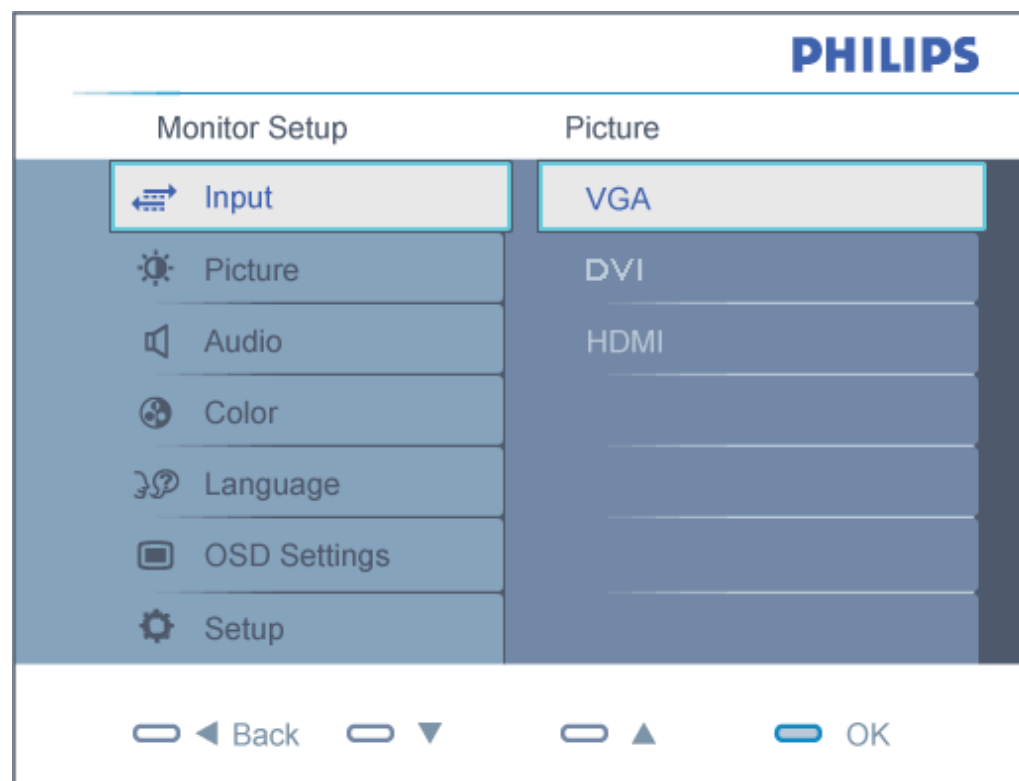 PHILIPS
Monitor Setup Picture
Input VGA
Picture DVI
Audio HDMI
Color
Language
OSD Settings
Setup
Back OK